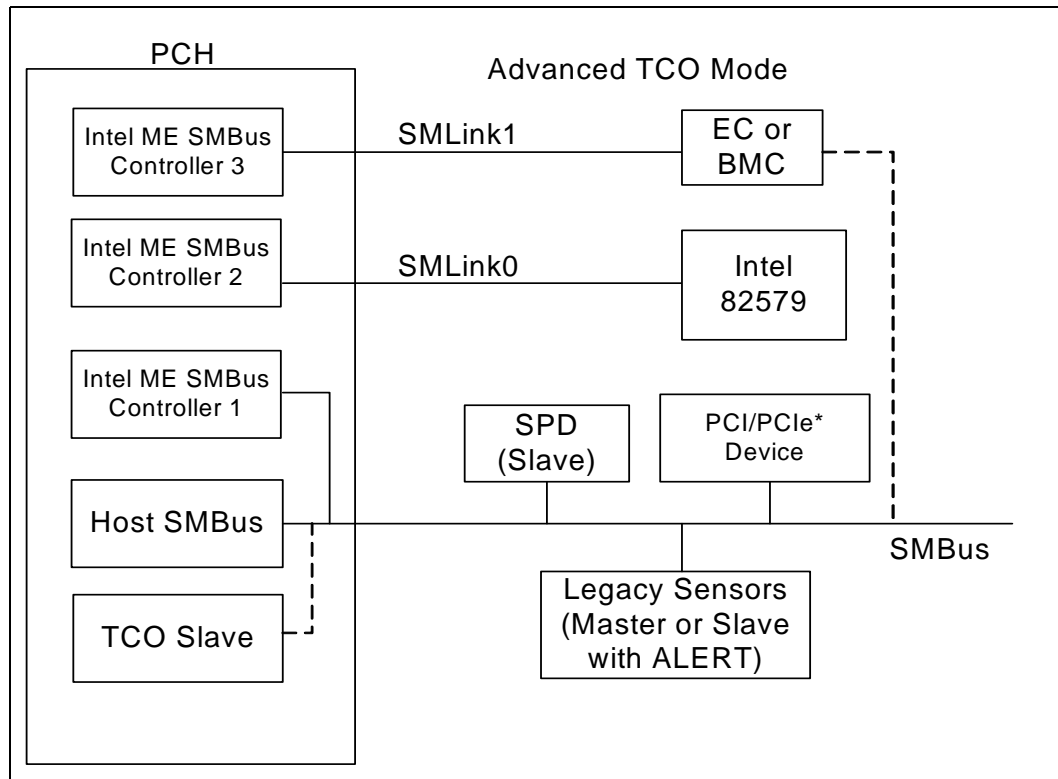 PCH
Advanced TCO Mode
Intel ME SMBus
Controller 3
SMLink1
EC or
BMC
Intel ME SMBus
Controller 2
SMLink0
Intel
82579
Intel ME SMBus
Controller 1
SPD
(Slave)
PCI/PCIe*
Device
Host SMBus
SMBus
TCO Slave
Legacy Sensors
(Master or Slave
with ALERT)